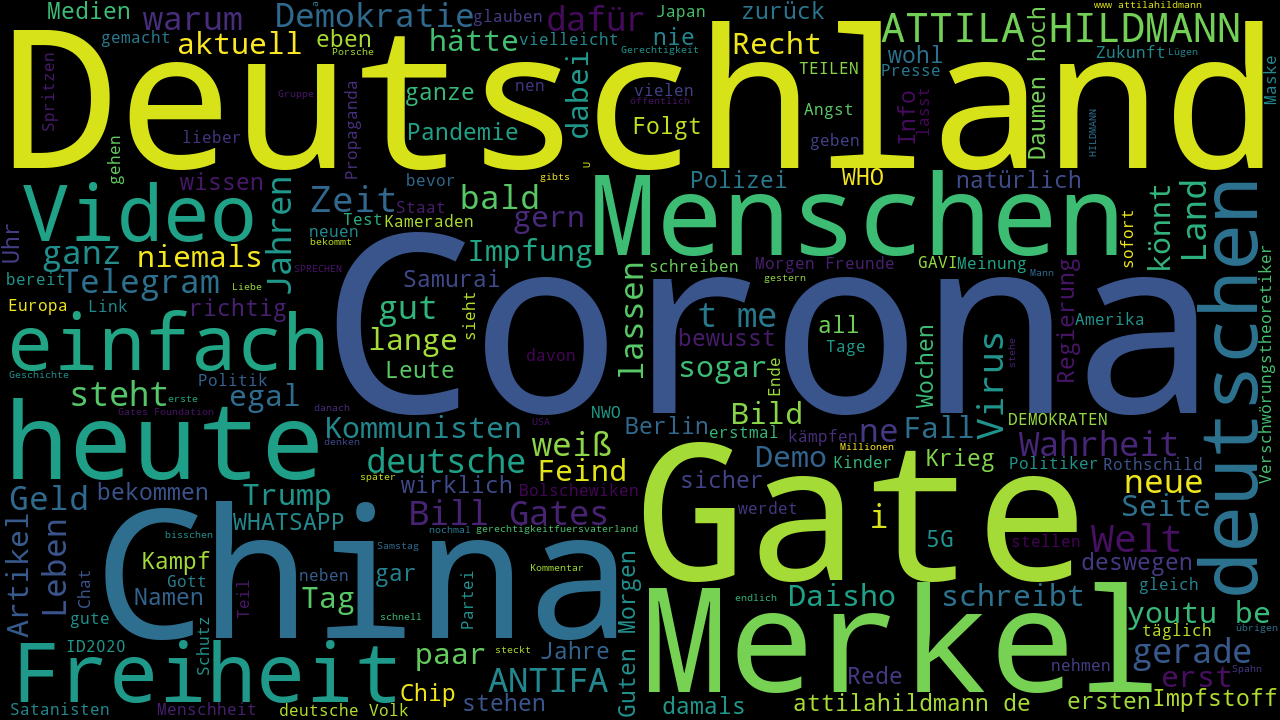 Medien
warum
Demokratie
glauben
dafür
Japan
zurück
www attilahildmann
ATTILA HILDMANN
gemacht
aktuell
eben
Porsche
hätte
vielleicht
Gerechtigkeit
nie
Recht
wohl
Presse
Zukunft
Lügen
Deutschland
Spritzen
Gruppe
Propaganda
ganze
nen
dabei
vielen
öffentlich
TEILEN
Angst
Info
lasst
Daumen hoch
HILDMANN
Maske
lieber
Pandemie
Folgt
geben
gehen
U
wissen
bevor
gibts
Polizei
WHO
natürlich
Video
Jahren
Zeit
Staat
bald
Menschen
Test
Kameraden
gern
Uhr
ganz
niemals
neuen
bekommt
Impfung
sofort
könnt
Land
deutschen
bereit
Telegram
SPRECHEN
Samurai
schreiben
Morgen Freunde
GAVI
Meinung
Mann
gestern
Liebe
Europa
Link
richtig
gut
sieht
lassen
t me
all
Regierung
Amerika
Verschwörungstheoretiker
Corona
einfach
lange
davon
bewusst
Tage
Wochen
Virus
stehe
Geschichte
Politik
Leute
sogar
Ende
steht
erste
egal
Gates Foundation
danach
NWO
USA
Bild
DEMOKRATEN
heute
Kommunisten
denken
weiß
Berlin
erstmal
kämpfen
ne
Millionen
Fall
Wahrheit
deutsche
Feind
Demo
Kinder
Krieg
Politiker
Rothschild
später
Geld
bekommen
wirklich
Bolschewiken
sicher
neue
Trump
Bill Gates
Gate
werdet
i
Seite
Artikel
Leben
WHATSAPP
nochmal
gerechtigkeitfuersvaterland
5G
stellen
Welt
bisschen
China
Samstag
Kampf
Kommentar
deswegen
Chat
Gott
neben
gar
Partei
gleich
Namen
Teil
Tag
Guten Morgen
endlich
Daisho
schreibt
youtu be
gute
schnell
Merkel
täglich
übrigen
ID2020
Schutz
Freiheit
paar
steckt
Jahre
gerade
nehmen
Spahn
ANTIFA
Rede
erst
Chip
stehen
Satanisten
Menschheit
deutsche Volk
damals
attilahildmann de
ersten
Impfstoff